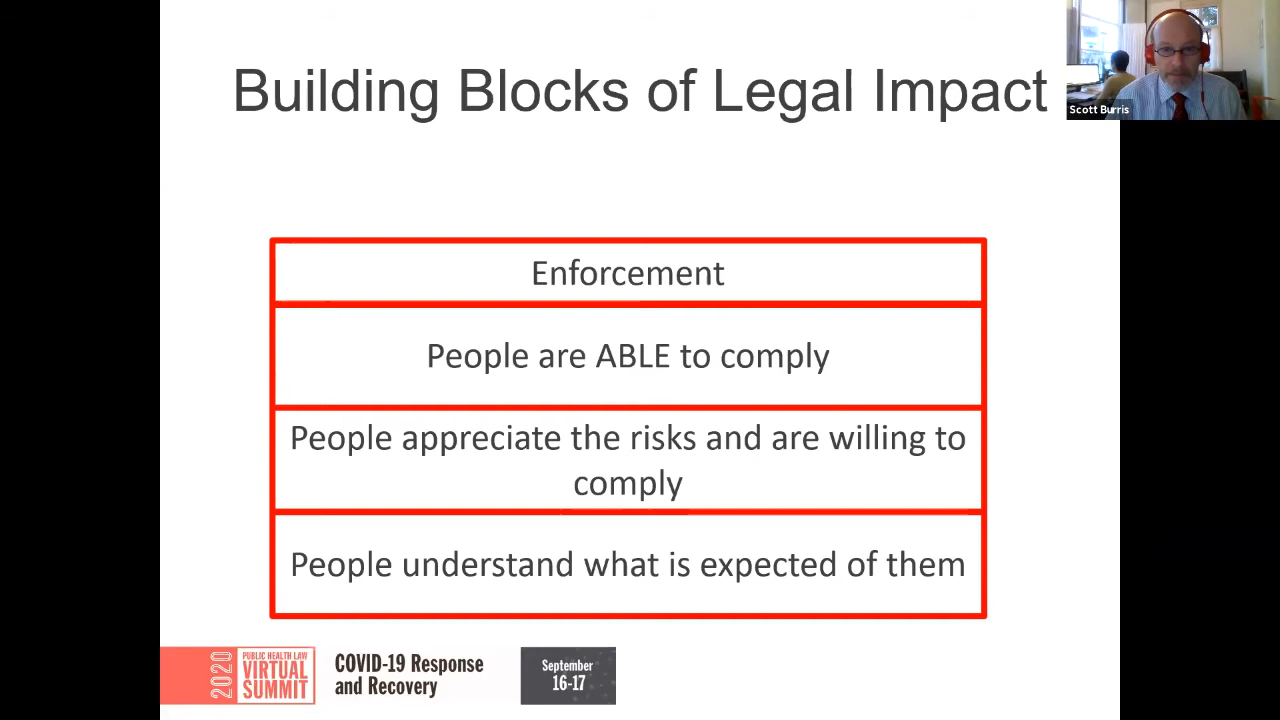 Building Blocks of Legal Impact
Scott Burris
Enforcement
People are ABLE to comply
People appreciate the risks and are willing to
comply
People understand what is expected of them
2020
PUBLIC HEALTH LAW
VIRTUAL
SUMMIT
COVID-19 Response
and Recovery
September
16-17